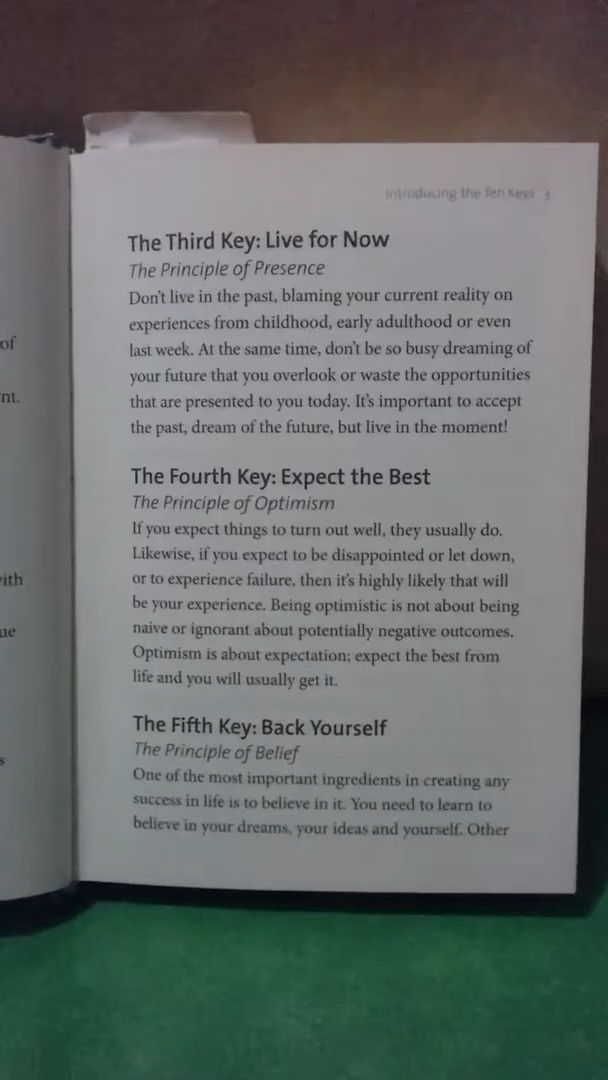 of
nt.
ith
ue
s
Introducing the Ten Keys 3
The Third Key: Live for Now
The Principle of Presence
Don't live in the past, blaming your current reality on
experiences from childhood, early adulthood or even
last week. At the same time, don't be so busy dreaming of
your future that you overlook or waste the opportunities
that are presented to you today. It's important to accept
the past, dream of the future, but live in the moment!
The Fourth Key: Expect the Best
The Principle of Optimism
If you expect things to turn out well, they usually do.
Likewise, if you expect to be disappointed or let down,
or to experience failure, then it's highly likely that will
be your experience. Being optimistic is not about being
naive or ignorant about potentially negative outcomes.
Optimism is about expectation; expect the best from
life and you will usually get it.
The Fifth Key: Back Yourself
The Principle of Belief
One of the most important ingredients in creating any
success in life is to believe in it. You need to learn to
believe in your dreams, your ideas and yourself. Other